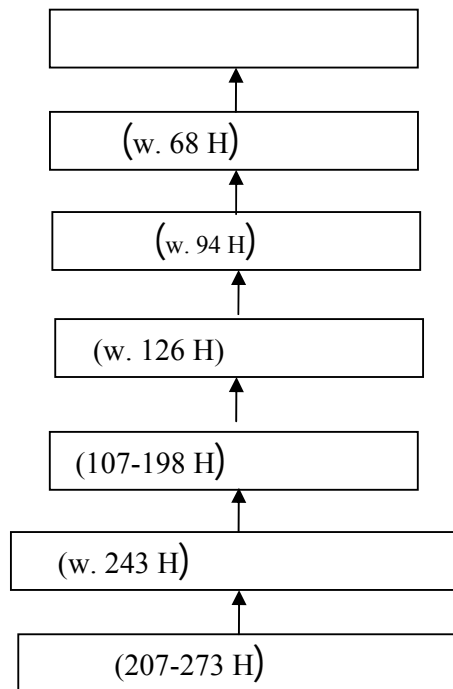 (w. 68 H)
(w. 94 H)
(w. 126 H)
(107-198 H)
(w. 243 H)
(207-273 H)